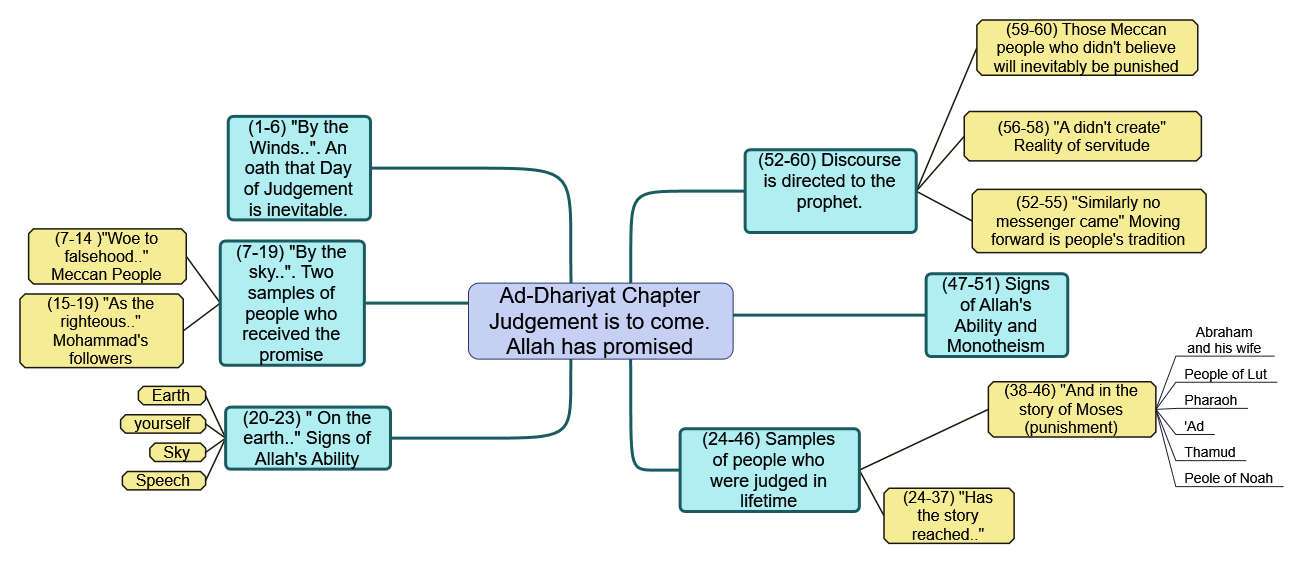 Ad-Dhariyat Chapter
Judgement is to come.
Allah has promised
(1-6) "By the
Winds..". An
oath that Day
of Judgement
is inevitable.
(7-19) "By the
sky..". Two
samples of
people who
received the
promise
(7-14 )"Woe to
falsehood.."
Meccan People
(15-19) "As the
righteous.."
Mohammad's
followers
(20-23) " On the
earth.." Signs of
Allah's Ability
Earth
yourself
Sky
Speech
(52-60) Discourse
is directed to the
prophet.
(59-60) Those Meccan
people who didn't believe
will inevitably be punished
(56-58) "A didn't create"
Reality of servitude
(52-55) "Similarly no
messenger came" Moving
forward is people's tradition
(47-51) Signs
of Allah's
Ability and
Monotheism
(24-46) Samples
of people who
were judged in
lifetime
(38-46) "And in the
story of Moses
(punishment)
Abraham
and his wife
People of Lut
Pharaoh
'Ad
Thamud
Peole of Noah
(24-37) "Has
the story
reached.."